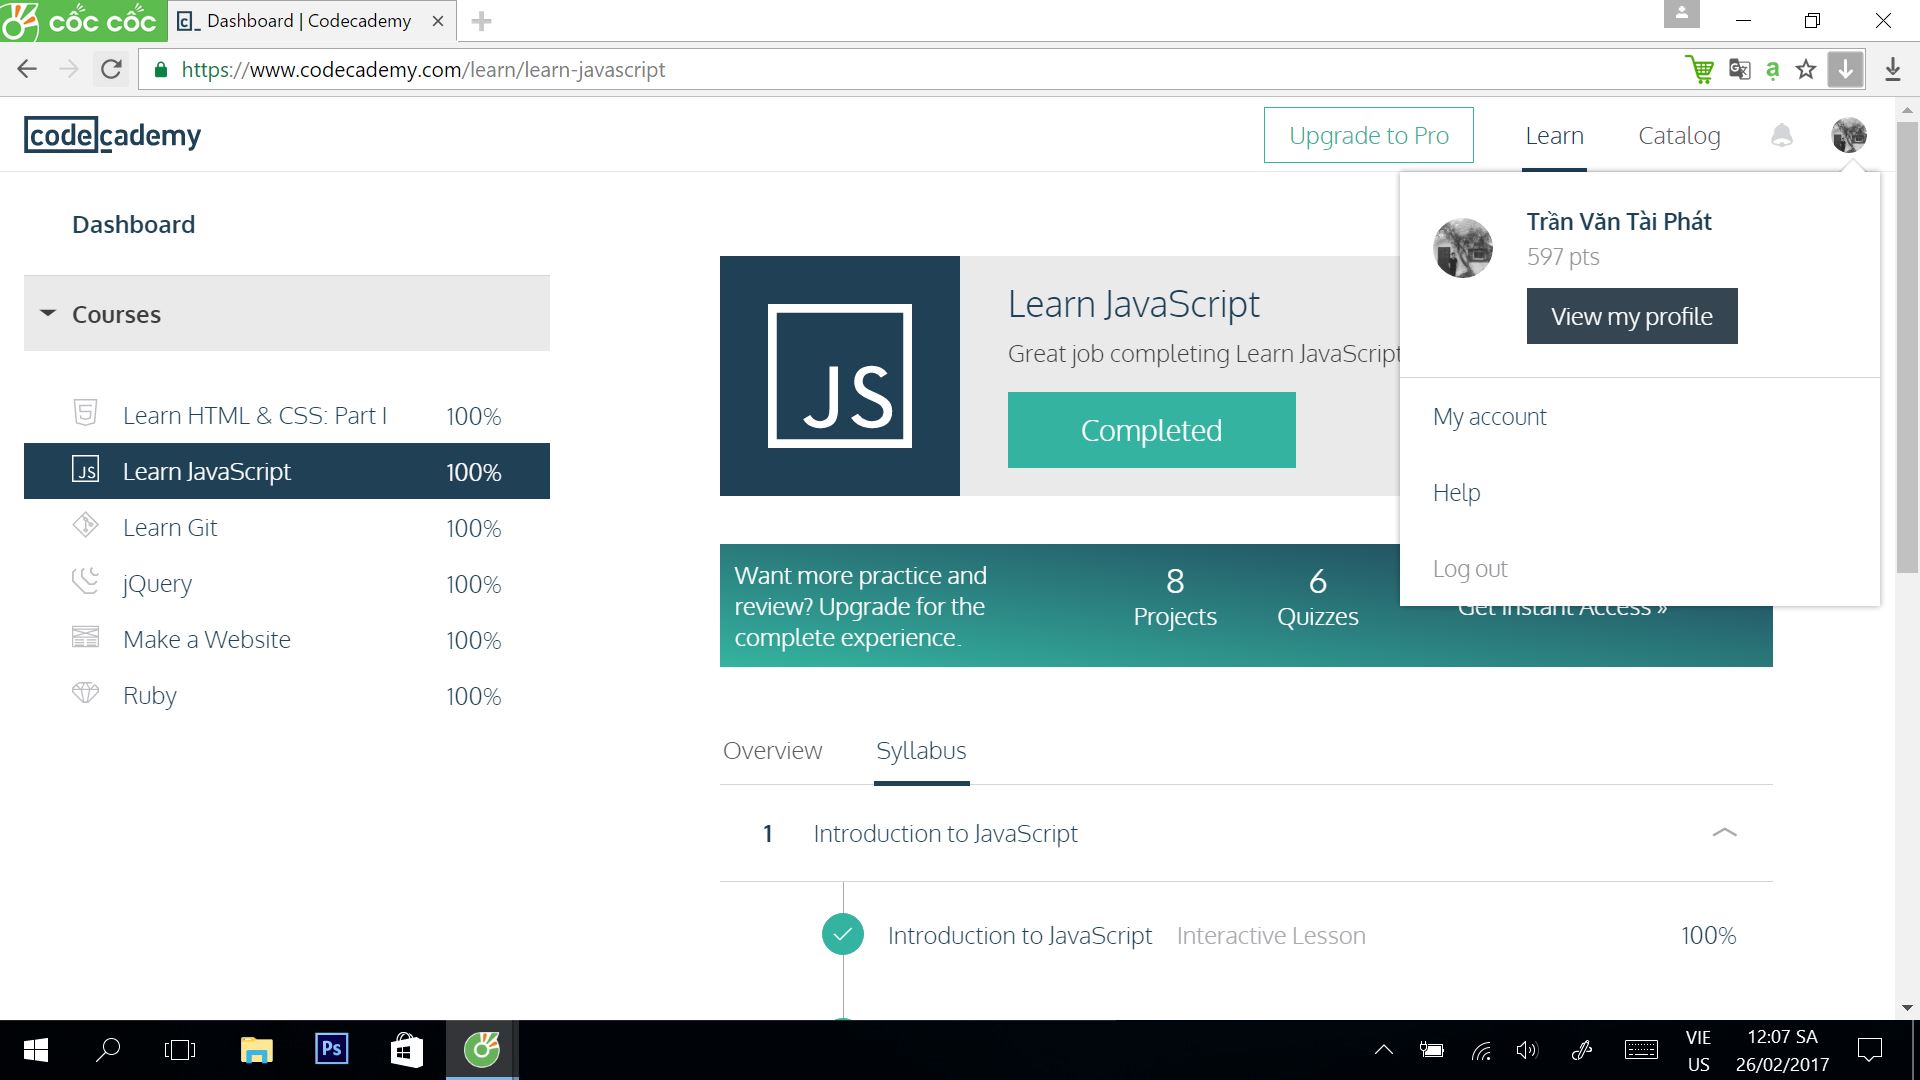 cốc cốc
c_ Dashboard | Codecademy
https://www.codecademy.com/learn/learn-javascript
codecademy
Upgrade to Pro
Learn
Catalog
Trần Văn Tài Phát
597 pts
View my profile
My account
Help
Log out
Dashboard
Courses
Learn HTML & CSS: Part I 100%
JS Learn JavaScript 100%
Learn Git 100%
jQuery 100%
Make a Website 100%
Ruby 100%
JS
Learn JavaScript
Great job completing Learn JavaScript
Completed
Want more practice and
review? Upgrade for the
complete experience.
8
Projects
6
Quizzes
Get Instant Access »
Overview
Syllabus
1 Introduction to JavaScript
Introduction to JavaScript Interactive Lesson 100%
Ps
VIE
US
12:07 SA
26/02/2017